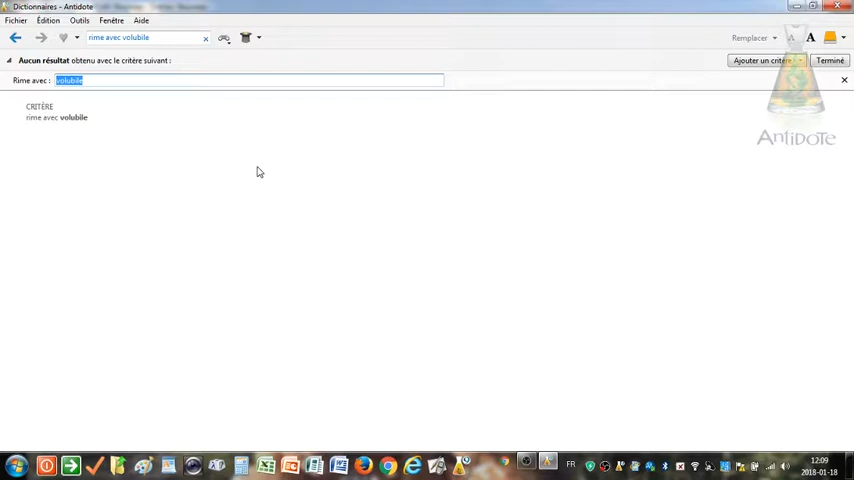 Dictionnaires - Antidote
Fichier Édition Outils Fenêtre Aide
rime avec volubile
Remplacer A A
Aucun résultat obtenu avec le critère suivant :
Ajouter un critère
Terminé
Rime avec : volubile
CRITÈRE
rime avec volubile
ANTIDOTE
FR
12:09
2018-01-18